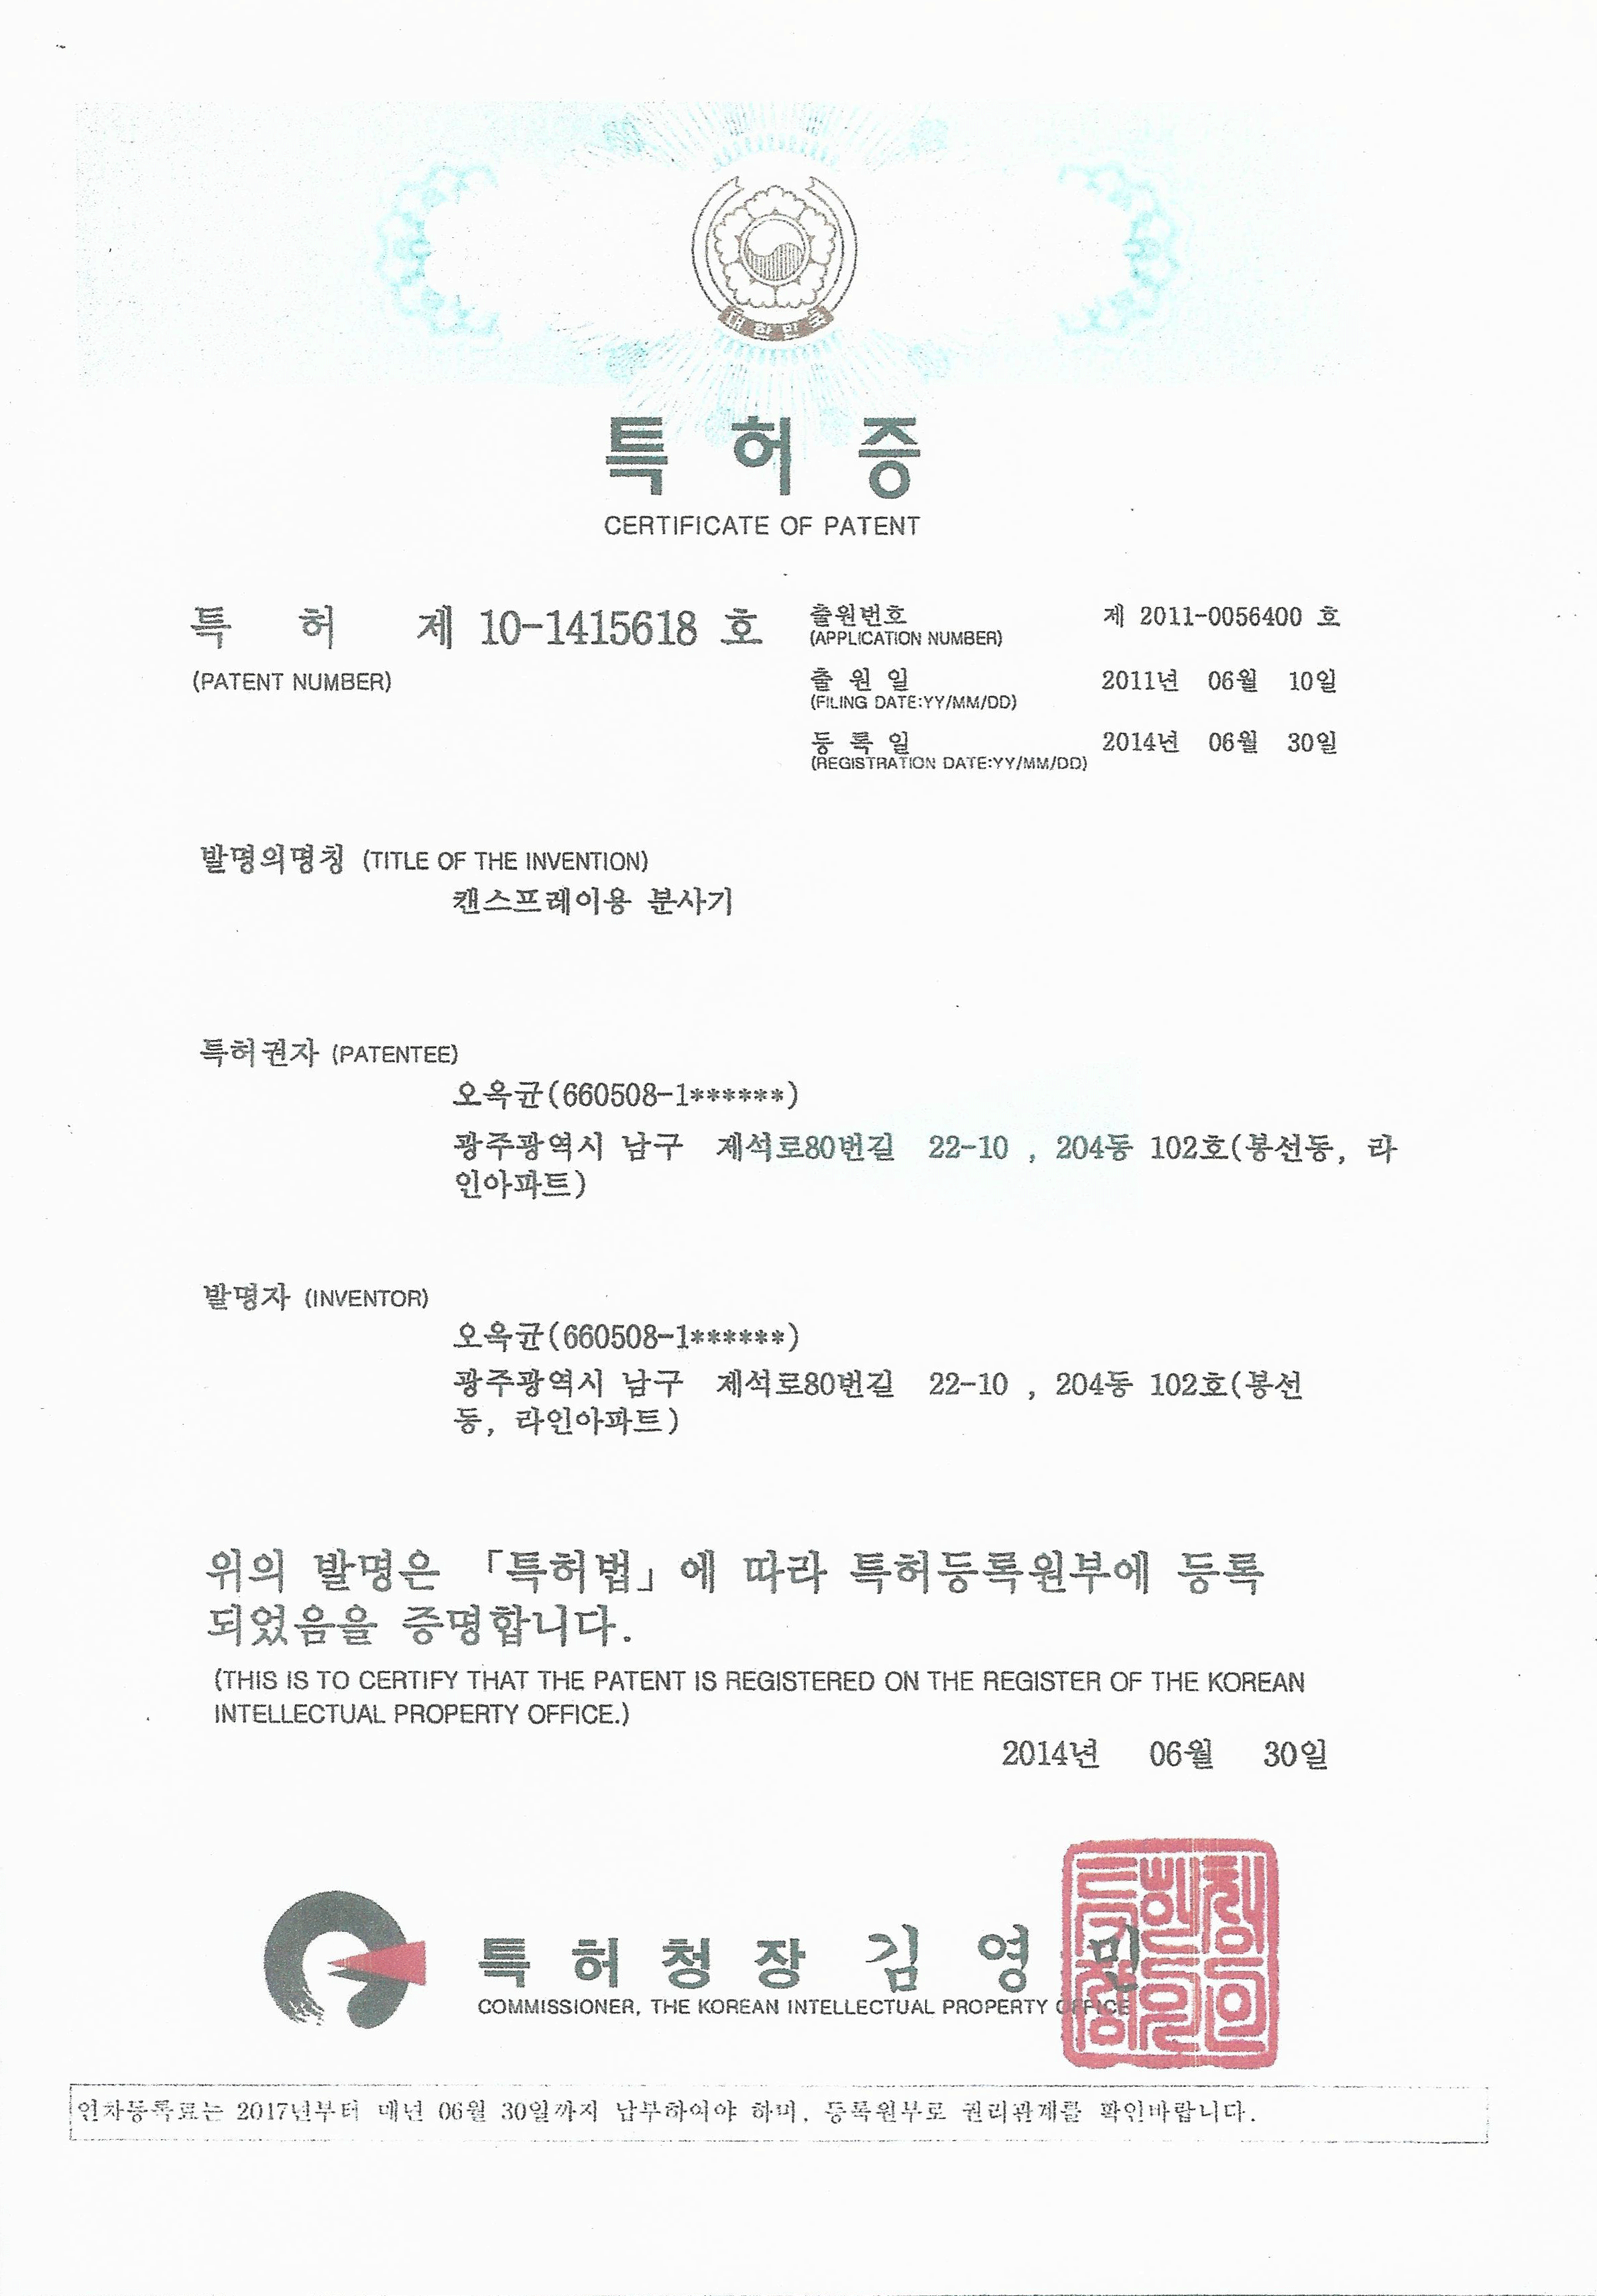 대한민국
특 허 증
CERTIFICATE OF PATENT
특 허 제 10-1415618 호
(PATENT NUMBER)
출원번호 제 2011-0056400 호
(APPLICATION NUMBER)
출 원 일 2011년 06월 10일
(FILING DATE:YY/MM/DD)
등 록 일 2014년 06월 30일
(REGISTRATION DATE:YY/MM/DD)
발명의명칭 (TITLE OF THE INVENTION)
캔스프레이용 분사기
특허권자 (PATENTEE)
오옥균(660508-1******)
광주광역시 남구 제석로80번길 22-10 , 204동 102호(봉선동, 라
인아파트)
발명자 (INVENTOR)
오옥균(660508-1******)
광주광역시 남구 제석로80번길 22-10 , 204동 102호(봉선
동, 라인아파트)
위의 발명은 「특허법」에 따라 특허등록원부에 등록
되었음을 증명합니다.
(THIS IS TO CERTIFY THAT THE PATENT IS REGISTERED ON THE REGISTER OF THE KOREAN
INTELLECTUAL PROPERTY OFFICE.)
2014년 06월 30일
특 허 청 장 김 영 민
COMMISSIONER, THE KOREAN INTELLECTUAL PROPERTY OFFICE
연차등록료는 2017년부터 매년 06월 30일까지 납부하여야 하며, 등록원부로 권리관계를 확인바랍니다.